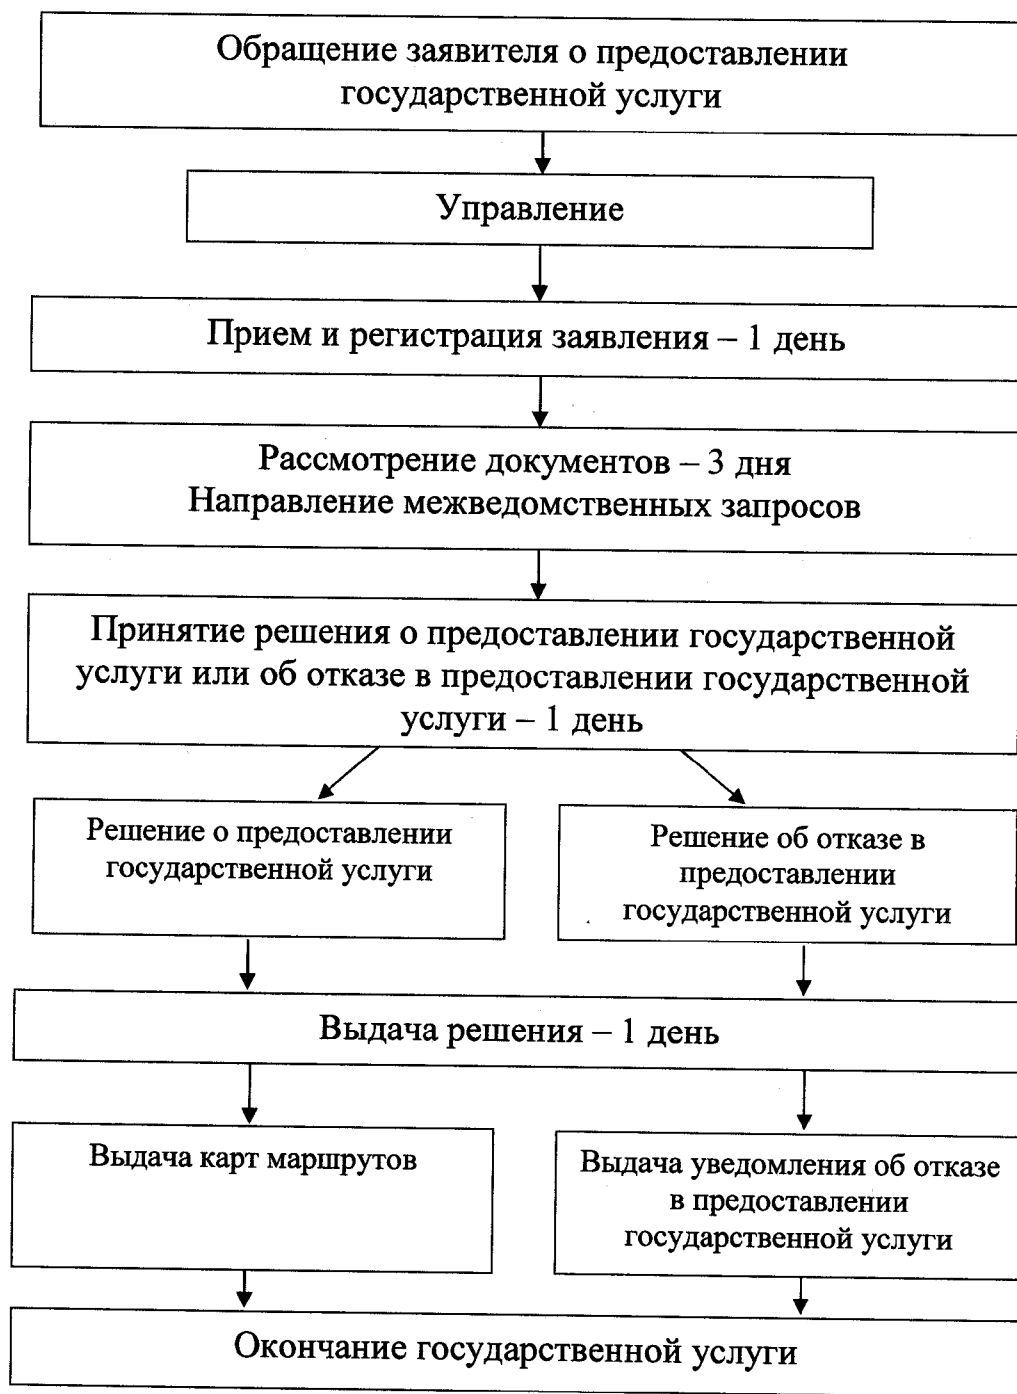 Обращение заявителя о предоставлении
государственной услуги
Управление
Прием и регистрация заявления – 1 день
Рассмотрение документов – 3 дня
Направление межведомственных запросов
Принятие решения о предоставлении государственной
услуги или об отказе в предоставлении государственной
услуги – 1 день
Решение о предоставлении
государственной услуги
Решение об отказе в
предоставлении
государственной услуги
Выдача решения – 1 день
Выдача карт маршрутов
Выдача уведомления об отказе
в предоставлении
государственной услуги
Окончание государственной услуги